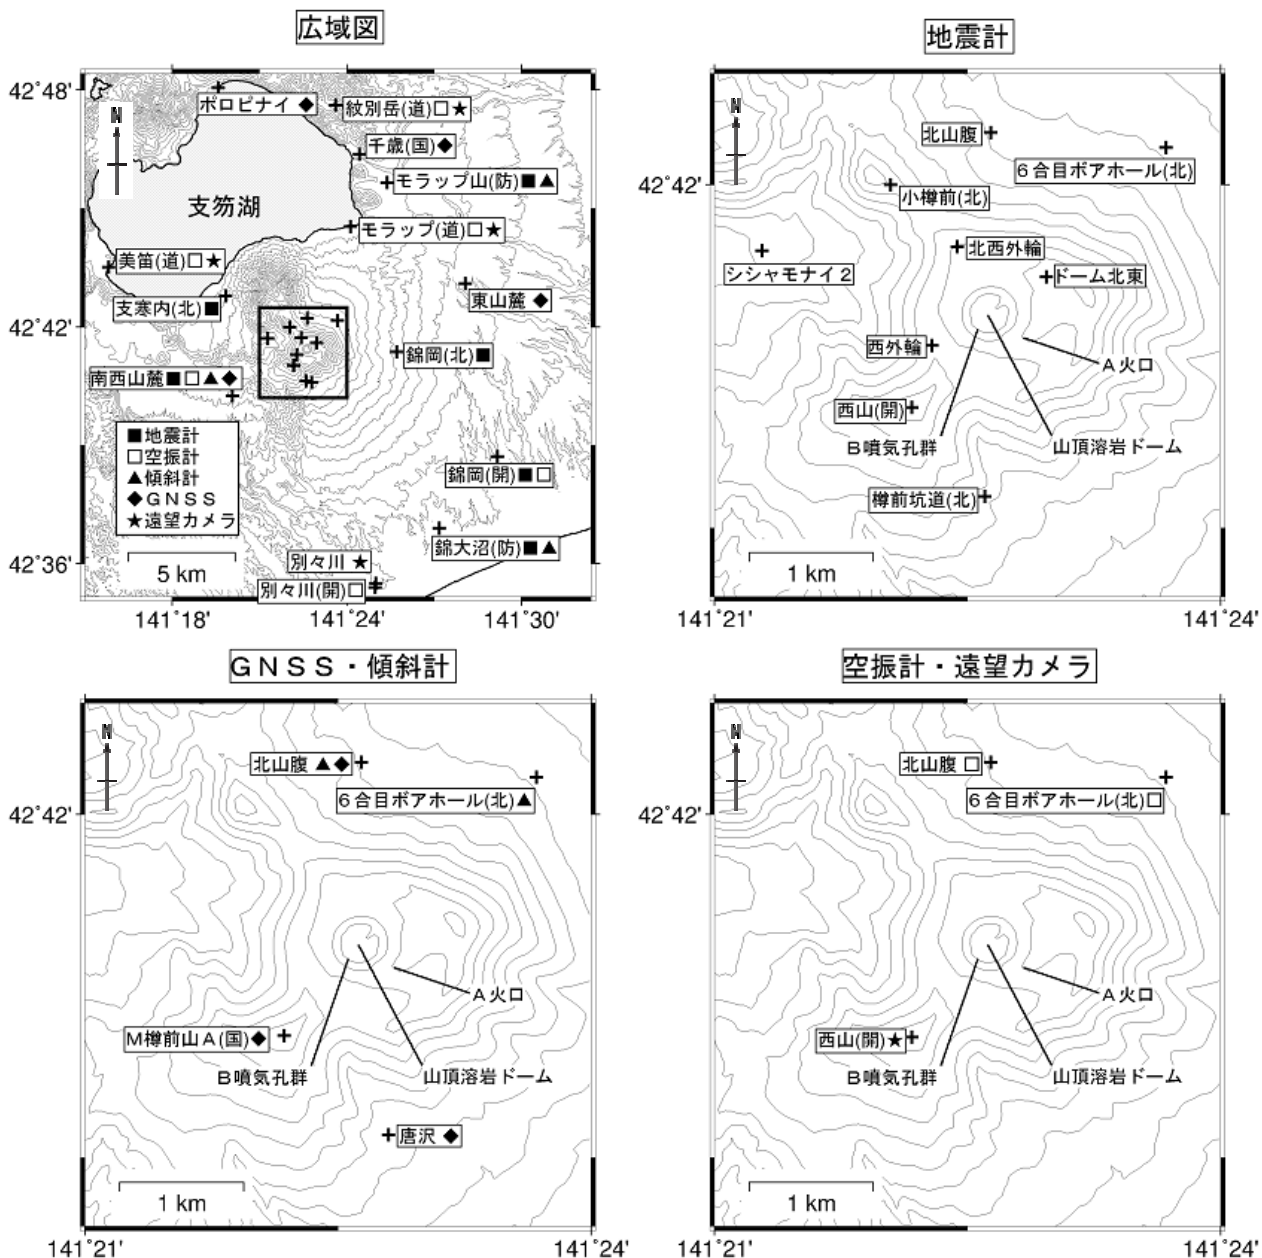 広域図
42°48'
42°42'
42°36'
141°18'
141°24'
141°30'
N
ポロピナイ ◆
紋別岳(道)□★
千歳(国)◆
モラップ山(防)■▲
支笏湖
モラップ(道)□★
美笛(道)□★
支寒内(北)■
東山麓 ◆
錦岡(北)■
南西山麓■□▲◆
■地震計
□空振計
▲傾斜計
◆GNSS
★遠望カメラ
錦岡(開)■□
錦大沼(防)■▲
別々川 ★
別々川(開)□
5 km
地震計
42°42'
N
北山腹
6合目ボアホール(北)
小樽前(北)
北西外輪
シシャモナイ2
ドーム北東
西外輪
A火口
西山(開)
B噴気孔群
山頂溶岩ドーム
樽前坑道(北)
1 km
141°21'
141°24'
GNSS・傾斜計
42°42'
N
北山腹 ▲◆
6合目ボアホール(北)▲
A火口
M樽前山A(国)◆
B噴気孔群
山頂溶岩ドーム
唐沢 ◆
1 km
141°21'
141°24'
空振計・遠望カメラ
42°42'
N
北山腹 □
6合目ボアホール(北)□
A火口
西山(開)★
B噴気孔群
山頂溶岩ドーム
1 km
141°21'
141°24'